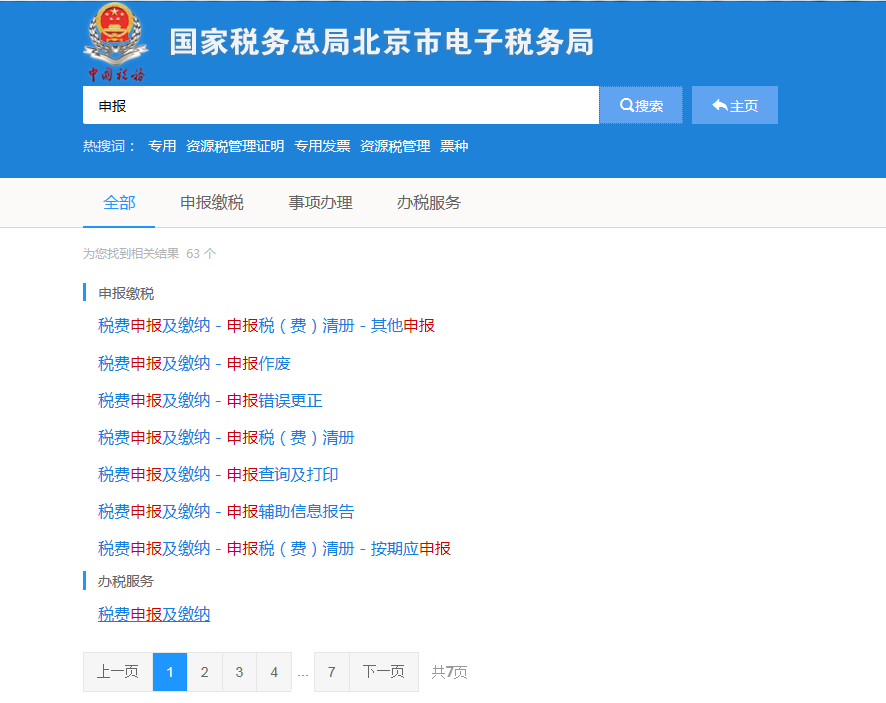 中国税务
国家税务总局北京市电子税务局
申报 搜索 主页
热搜词： 专用 资源税管理证明 专用发票 资源税管理 票种
全部 申报缴税 事项办理 办税服务
为您找到相关结果 63 个
申报缴税
税费申报及缴纳 - 申报税（费）清册 - 其他申报
税费申报及缴纳 - 申报作废
税费申报及缴纳 - 申报错误更正
税费申报及缴纳 - 申报税（费）清册
税费申报及缴纳 - 申报查询及打印
税费申报及缴纳 - 申报辅助信息报告
税费申报及缴纳 - 申报税（费）清册 - 按期应申报
办税服务
税费申报及缴纳
上一页 1 2 3 4 ... 7 下一页 共7页